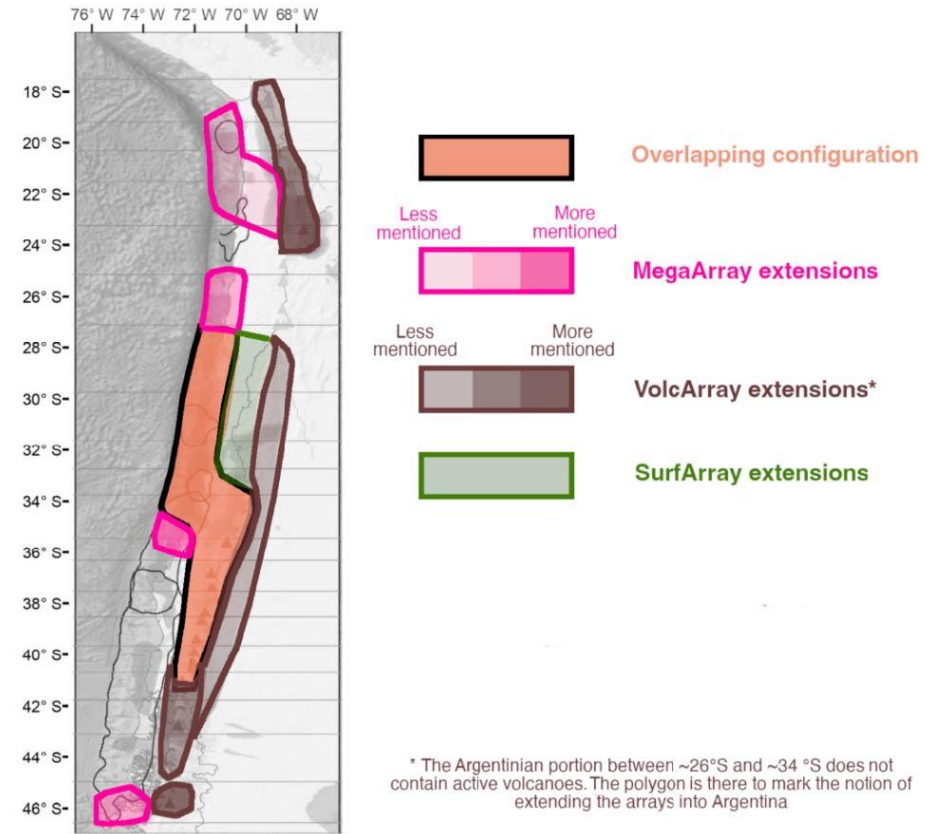 76° W 74° W 72° W 70° W 68° W
18° S
20° S
22° S
24° S
26° S
28° S
30° S
32° S
34° S
36° S
38° S
40° S
42° S
44° S
46° S
Overlapping configuration
Less mentioned
More mentioned
MegaArray extensions
Less mentioned
More mentioned
VolcArray extensions*
SurfArray extensions
* The Argentinian portion between ~26°S and ~34 °S does not
contain active volcanoes. The polygon is there to mark the notion of
extending the arrays into Argentina